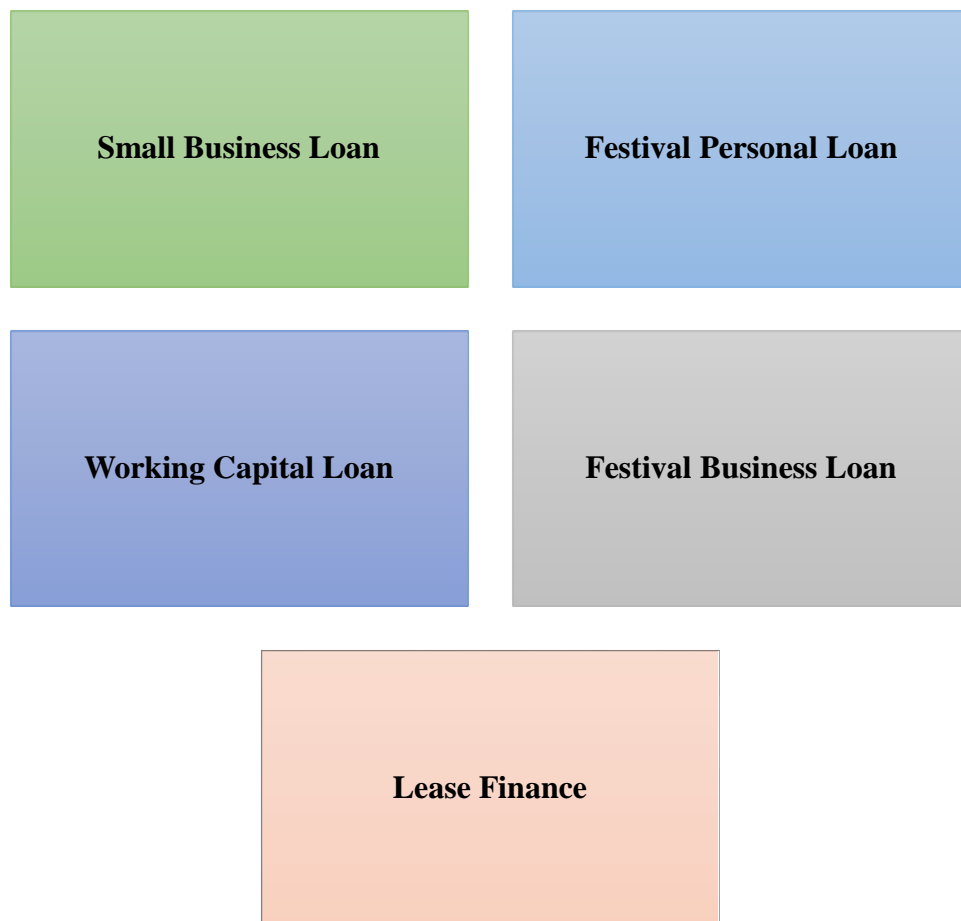 Small Business Loan
Festival Personal Loan
Working Capital Loan
Festival Business Loan
Lease Finance